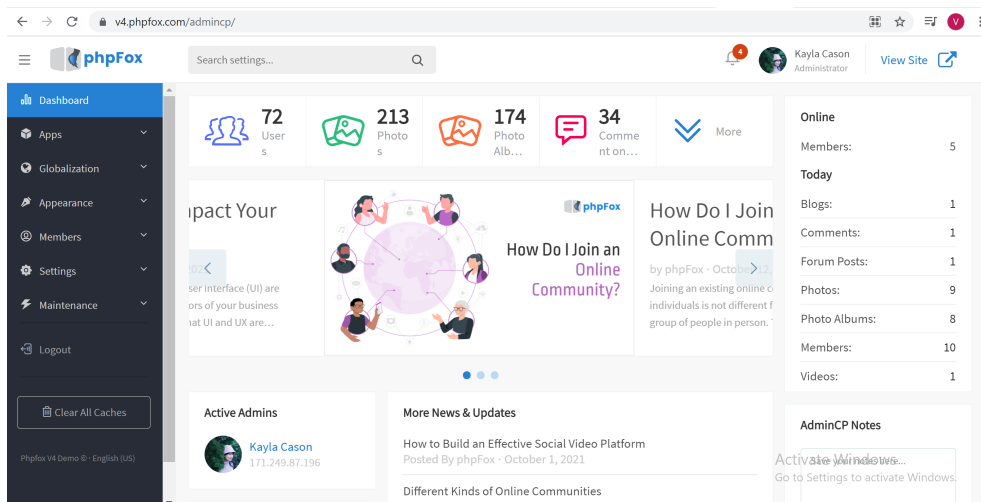 v4.phpfox.com/admincp/
V
phpFox
Search settings...
4
Kayla Cason
Administrator
View Site
Dashboard
Apps
Globalization
Appearance
Members
Settings
Maintenance
Logout
Clear All Caches
Phpfox V4 Demo © · English (US)
72
User
s
213
Photo
s
174
Photo
Alb...
34
Comme
nt on...
More
pact Your
ser interface (UI) are
ors of your business
hat UI and UX are...
phpFox
How Do I Join an
Online
Community?
How Do I Join
Online Comm
by phpFox · October 12,
Joining an existing online c
individuals is not different f
group of people in person.
Active Admins
Kayla Cason
171.249.87.196
More News & Updates
How to Build an Effective Social Video Platform
Posted By phpFox · October 1, 2021
Different Kinds of Online Communities
Online
Members: 5
Today
Blogs: 1
Comments: 1
Forum Posts: 1
Photos: 9
Photo Albums: 8
Members: 10
Videos: 1
AdminCP Notes
Save your notes here...
Activate Windows
Go to Settings to activate Windows.